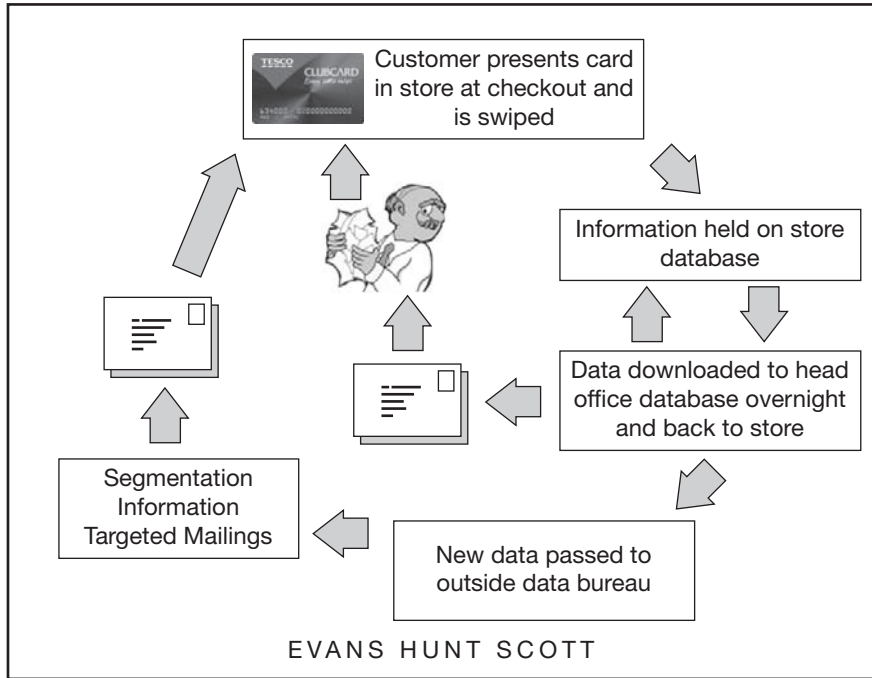 TESCO
CLUBCARD
Customer presents card
in store at checkout and
is swiped
Information held on store
database
Data downloaded to head
office database overnight
and back to store
Segmentation
Information
Targeted Mailings
New data passed to
outside data bureau
EVANS HUNT SCOTT